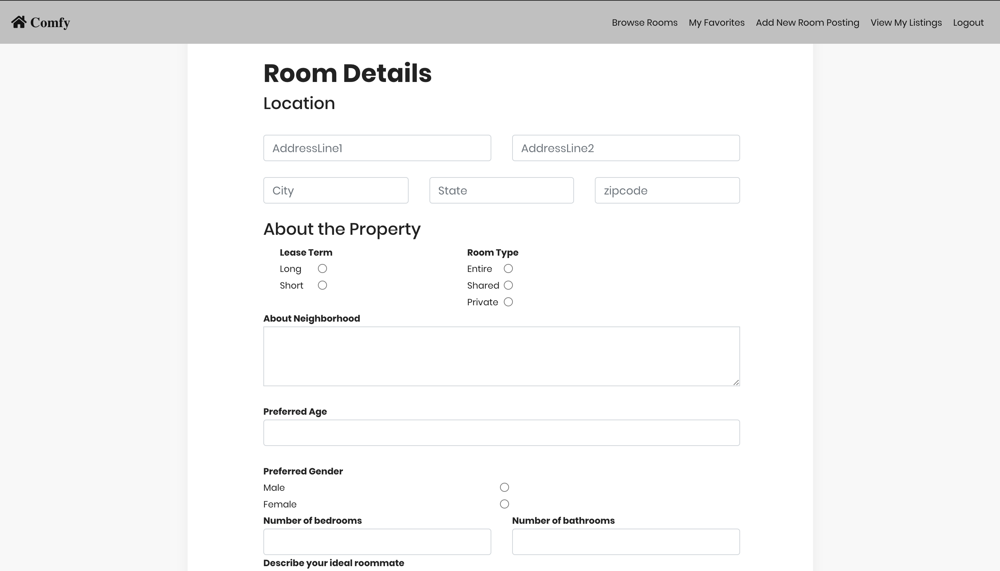 Comfy
Browse Rooms My Favorites Add New Room Posting View My Listings Logout
Room Details
Location
AddressLine1 AddressLine2
City State zipcode
About the Property
Lease Term Room Type
Long Entire
Short Shared
Private
About Neighborhood
Preferred Age
Preferred Gender
Male
Female
Number of bedrooms Number of bathrooms
Describe your ideal roommate